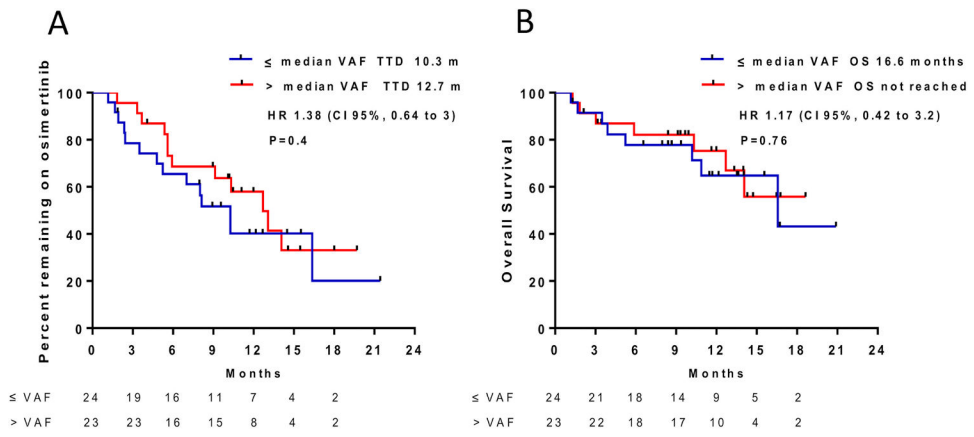 A
≤ median VAF TTD 10.3 m
> median VAF TTD 12.7 m
HR 1.38 (CI 95%, 0.64 to 3)
P=0.4
Percent remaining on osimertinib
100
80
60
40
20
0
0 3 6 9 12 15 18 21 24
Months
≤ VAF 24 19 16 11 7 4 2
> VAF 23 23 16 15 8 4 2
B
≤ median VAF OS 16.6 months
> median VAF OS not reached
HR 1.17 (CI 95%, 0.42 to 3.2)
P=0.76
Overall Survival
100
80
60
40
20
0
0 3 6 9 12 15 18 21 24
Months
≤ VAF 24 21 18 14 9 5 2
> VAF 23 22 18 17 10 4 2